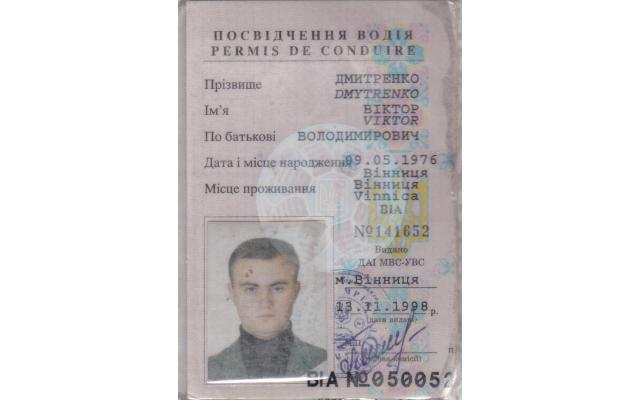 ПОСВІДЧЕННЯ ВОДІЯ
PERMIS DE CONDUIRE
Прізвище ДМИТРЕНКО
DMYTRENKO
Ім'я ВІКТОР
VIKTOR
По батькові ВОЛОДИМИРОВИЧ
Дата і місце народження 09.05.1976
Вінниця
Місце проживання Вінниця
Vinnica
ВІА
№141652
Видано
ДАІ МВС-УВС
м.Вінниця
13.11.1998 р.
(дата видачі)
М.П.
п.
ВІА №050052